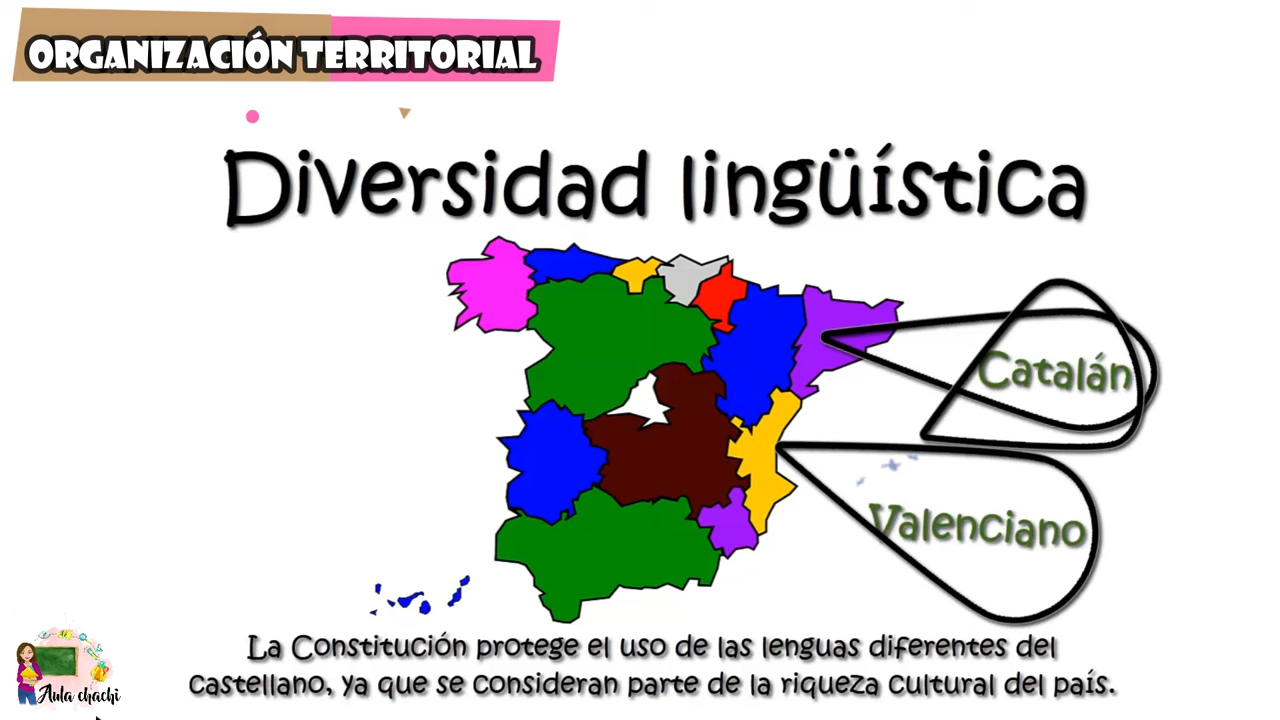 ORGANIZACIÓN TERRITORIAL
Diversidad lingüística
Catalán
Valenciano
La Constitución protege el uso de las lenguas diferentes del
castellano, ya que se consideran parte de la riqueza cultural del país.
Aula chachi